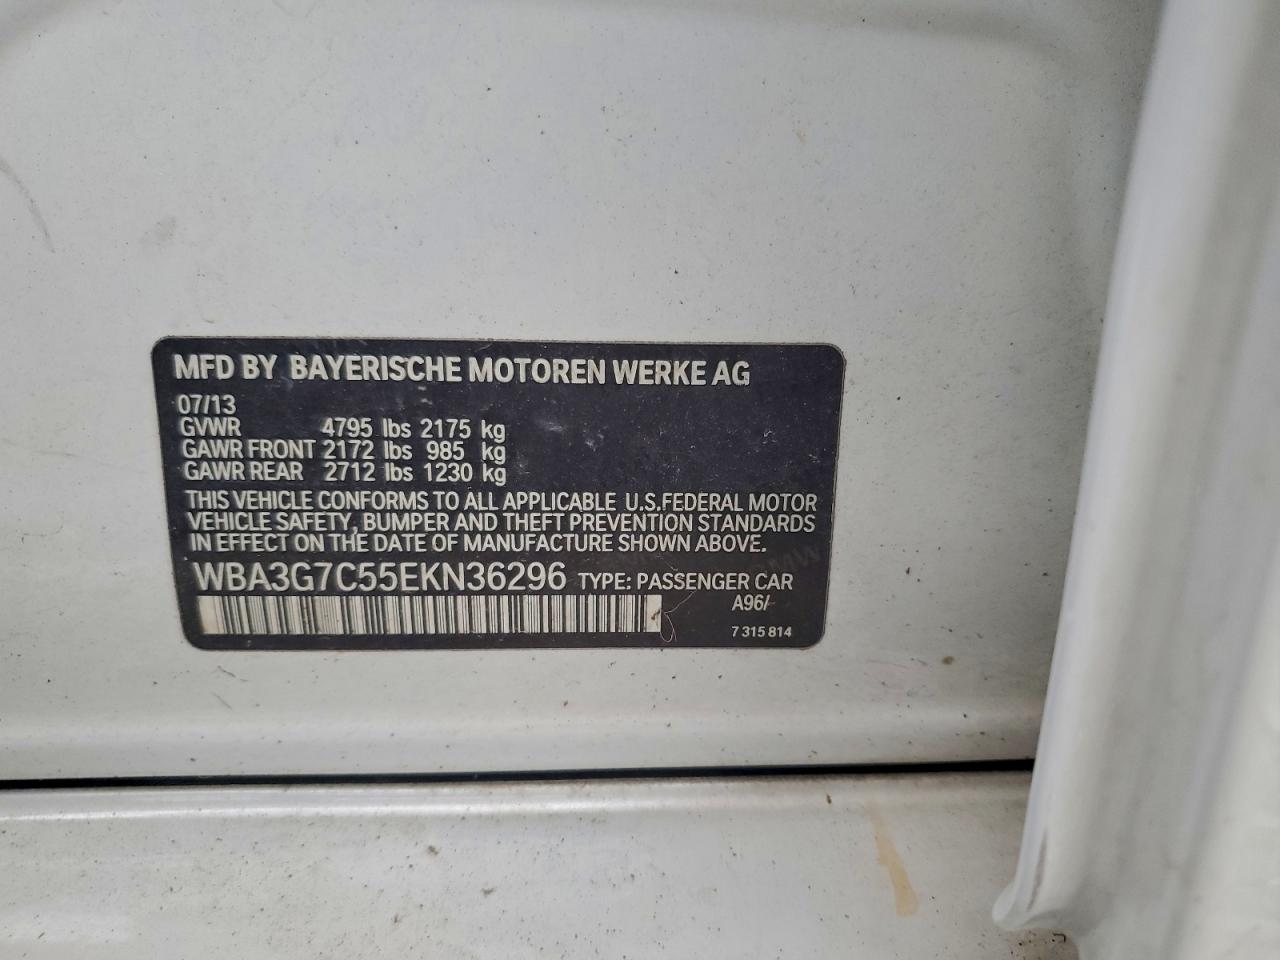 MFD BY BAYERISCHE MOTOREN WERKE AG
07/13
GVWR 4795 lbs 2175 kg
GAWR FRONT 2172 lbs 985 kg
GAWR REAR 2712 lbs 1230 kg
THIS VEHICLE CONFORMS TO ALL APPLICABLE U.S.FEDERAL MOTOR
VEHICLE SAFETY, BUMPER AND THEFT PREVENTION STANDARDS
IN EFFECT ON THE DATE OF MANUFACTURE SHOWN ABOVE.
WBA3G7C55EKN36296 TYPE: PASSENGER CAR
A96/
7 315 814